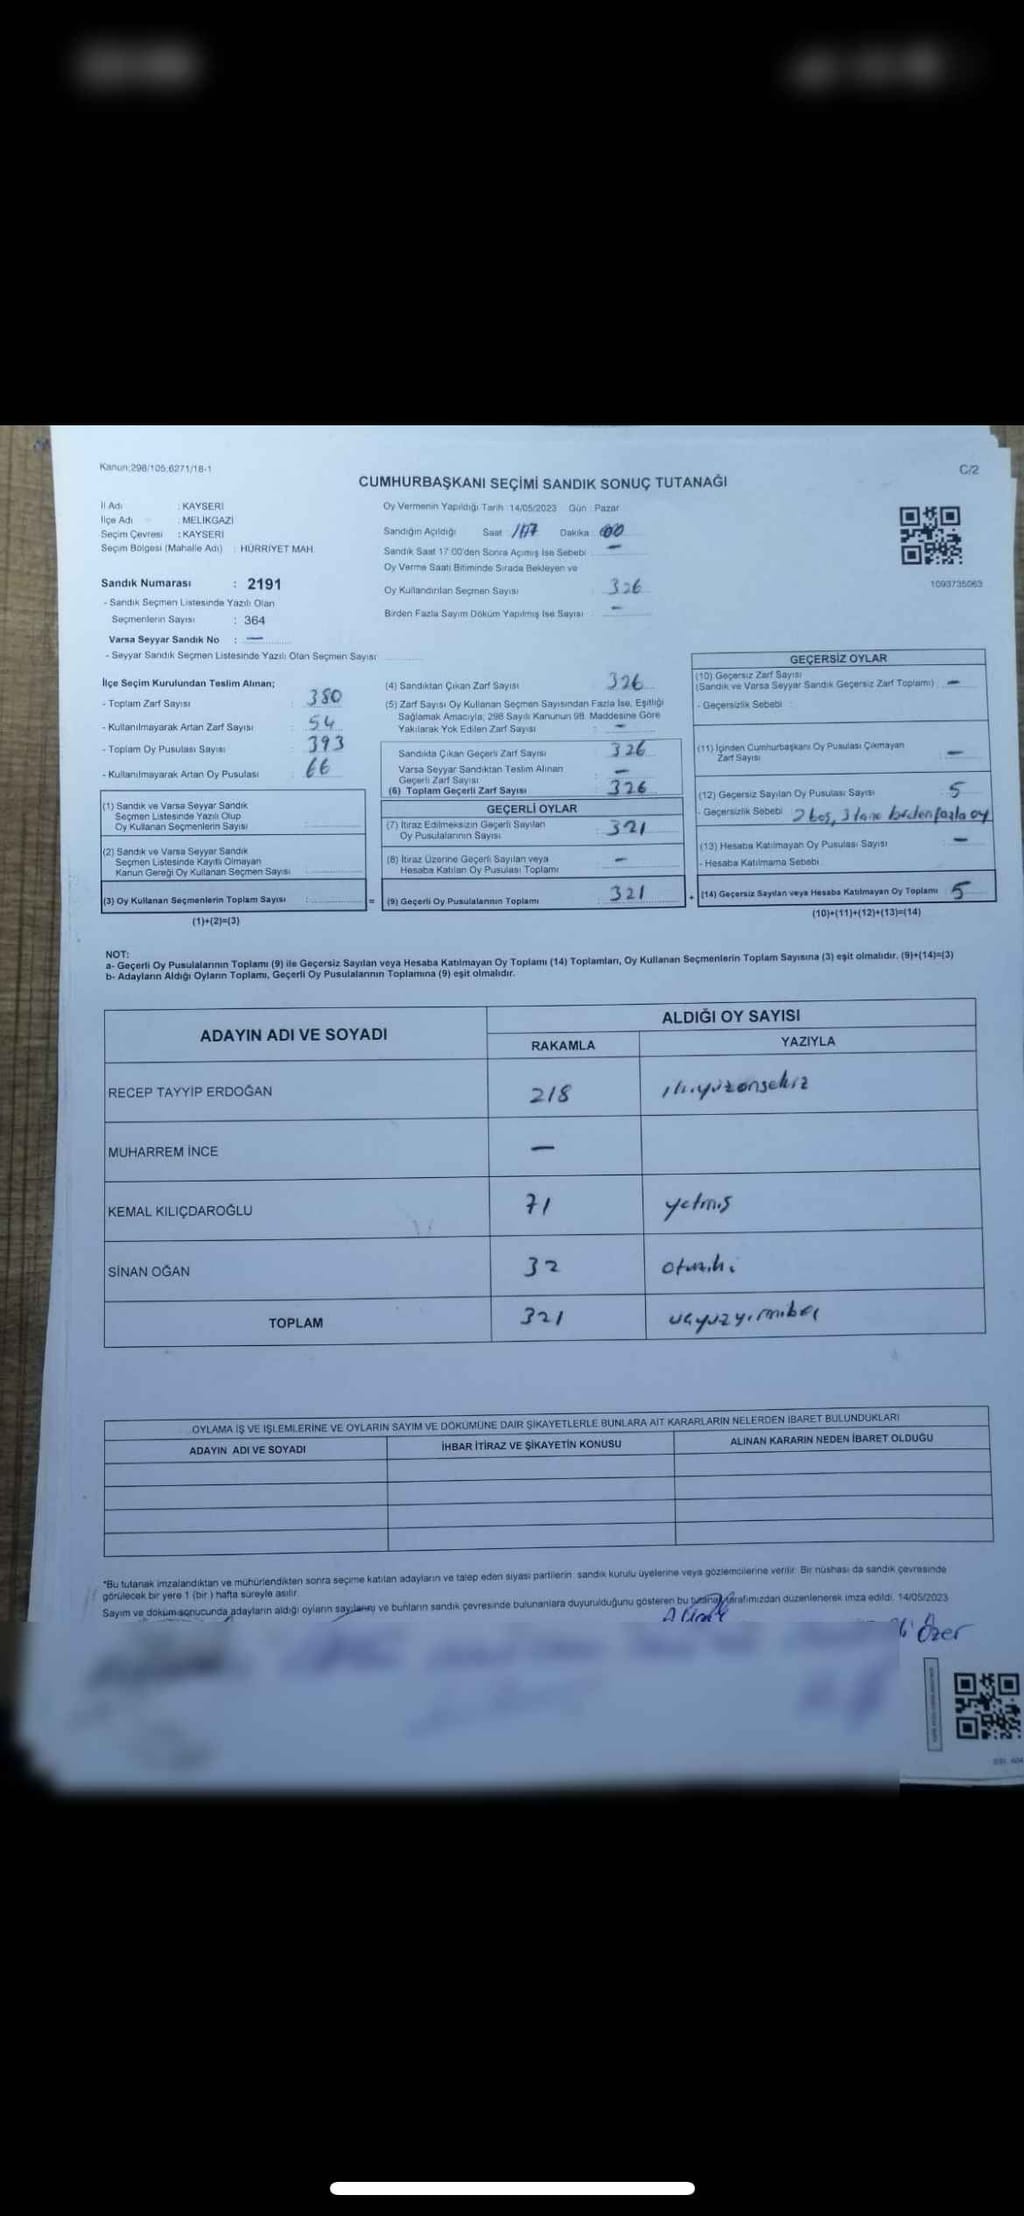 Kanun:298/105,6271/18-1
C/2
CUMHURBAŞKANI SEÇİMİ SANDIK SONUÇ TUTANAĞI
İl Adı : KAYSERİ
İlçe Adı : MELİKGAZİ
Seçim Çevresi : KAYSERİ
Seçim Bölgesi (Mahalle Adı) : HÜRRİYET MAH.
Sandık Numarası : 2191
- Sandık Seçmen Listesinde Yazılı Olan
Seçmenlerin Sayısı : 364
Varsa Seyyar Sandık No : —
- Seyyar Sandık Seçmen Listesinde Yazılı Olan Seçmen Sayısı
Oy Vermenin Yapıldığı Tarih 14/05/2023 Gün : Pazar
Sandığın Açıldığı Saat 17 Dakika 00
Sandık Saat 17:00'den Sonra Açımış İse Sebebi : —
Oy Verme Saati Bitiminde Sırada Bekleyen ve
Oy Kullandırılan Seçmen Sayısı : 326
Birden Fazla Sayım Döküm Yapılmış İse Sayısı : —
1093735063
İlçe Seçim Kurulundan Teslim Alınan;
- Toplam Zarf Sayısı : 380
- Kullanılmayarak Artan Zarf Sayısı : 54
- Toplam Oy Pusulası Sayısı : 393
- Kullanılmayarak Artan Oy Pusulası : 66
(1) Sandık ve Varsa Seyyar Sandık
Seçmen Listesinde Yazılı Olup
Oy Kullanan Seçmenlerin Sayısı
(2) Sandık ve Varsa Seyyar Sandık
Seçmen Listesinde Kayıtlı Olmayan
Kanun Gereği Oy Kullanan Seçmen Sayısı
(3) Oy Kullanan Seçmenlerin Toplam Sayısı :
(1)+(2)=(3)
=
(4) Sandıktan Çıkan Zarf Sayısı : 326
(5) Zarf Sayısı Oy Kullanan Seçmen Sayısından Fazla İse, Eşitliği
Sağlamak Amacıyla, 298 Sayılı Kanunun 98. Maddesine Göre
Yakılarak Yok Edilen Zarf Sayısı : —
Sandıkta Çıkan Geçerli Zarf Sayısı : 326
Varsa Seyyar Sandıktan Teslim Alınan
Geçerli Zarf Sayısı : —
(6) Toplam Geçerli Zarf Sayısı : 326
GEÇERLİ OYLAR
(7) İtiraz Edilmeksizin Geçerli Sayılan
Oy Pusulalarının Sayısı : 321
(8) İtiraz Üzerine Geçerli Sayılan veya
Hesaba Katılan Oy Pusulası Toplamı : —
(9) Geçerli Oy Pusulalarının Toplamı : 321
+
GEÇERSİZ OYLAR
(10) Geçersiz Zarf Sayısı
(Sandık ve Varsa Seyyar Sandık Geçersiz Zarf Toplamı) : —
- Geçersizlik Sebebi :
(11) İçinden Cumhurbaşkanı Oy Pusulası Çıkmayan
Zarf Sayısı : —
(12) Geçersiz Sayılan Oy Pusulası Sayısı : 5
- Geçersizlik Sebebi 2 boş, 3 tane birden fazla oy
(13) Hesaba Katılmayan Oy Pusulası Sayısı : —
- Hesaba Katılmama Sebebi
(14) Geçersiz Sayılan veya Hesaba Katılmayan Oy Toplamı : 5
(10)+(11)+(12)+(13)=(14)
NOT:
a- Geçerli Oy Pusulalarının Toplamı (9) ile Geçersiz Sayılan veya Hesaba Katılmayan Oy Toplamı (14) Toplamları, Oy Kullanan Seçmenlerin Toplam Sayısına (3) eşit olmalıdır. (9)+(14)=(3)
b- Adayların Aldığı Oyların Toplamı, Geçerli Oy Pusulalarının Toplamına (9) eşit olmalıdır.
ADAYIN ADI VE SOYADI
ALDIĞI OY SAYISI
RAKAMLA YAZIYLA
RECEP TAYYİP ERDOĞAN 218 ikiyüzonsekiz
MUHARREM İNCE —
KEMAL KILIÇDAROĞLU 71 yetmiş
SİNAN OĞAN 32 otuziki
TOPLAM 321
OYLAMA İŞ VE İŞLEMLERİNE VE OYLARIN SAYIM VE DÖKÜMÜNE DAİR ŞİKAYETLERLE BUNLARA AİT KARARLARIN NELERDEN İBARET BULUNDUKLARI
ADAYIN ADI VE SOYADI İHBAR İTİRAZ VE ŞİKAYETİN KONUSU ALINAN KARARIN NEDEN İBARET OLDUĞU
*Bu tutanak imzalandıktan ve mühürlendikten sonra seçime katılan adayların ve talep eden siyasi partilerin sandık kurulu üyelerine veya gözlemcilerine verilir. Bir nüshası da sandık çevresinde
görülecek bir yere 1 (bir) hafta süreyle asılır.
Sayım ve döküm sonucunda adayların aldığı oyların sayılarını ve bunların sandık çevresinde bulunanlara duyurulduğunu gösteren bu tutanak tarafımızdan düzenlenerek imza edildi. 14/05/2023
Özer